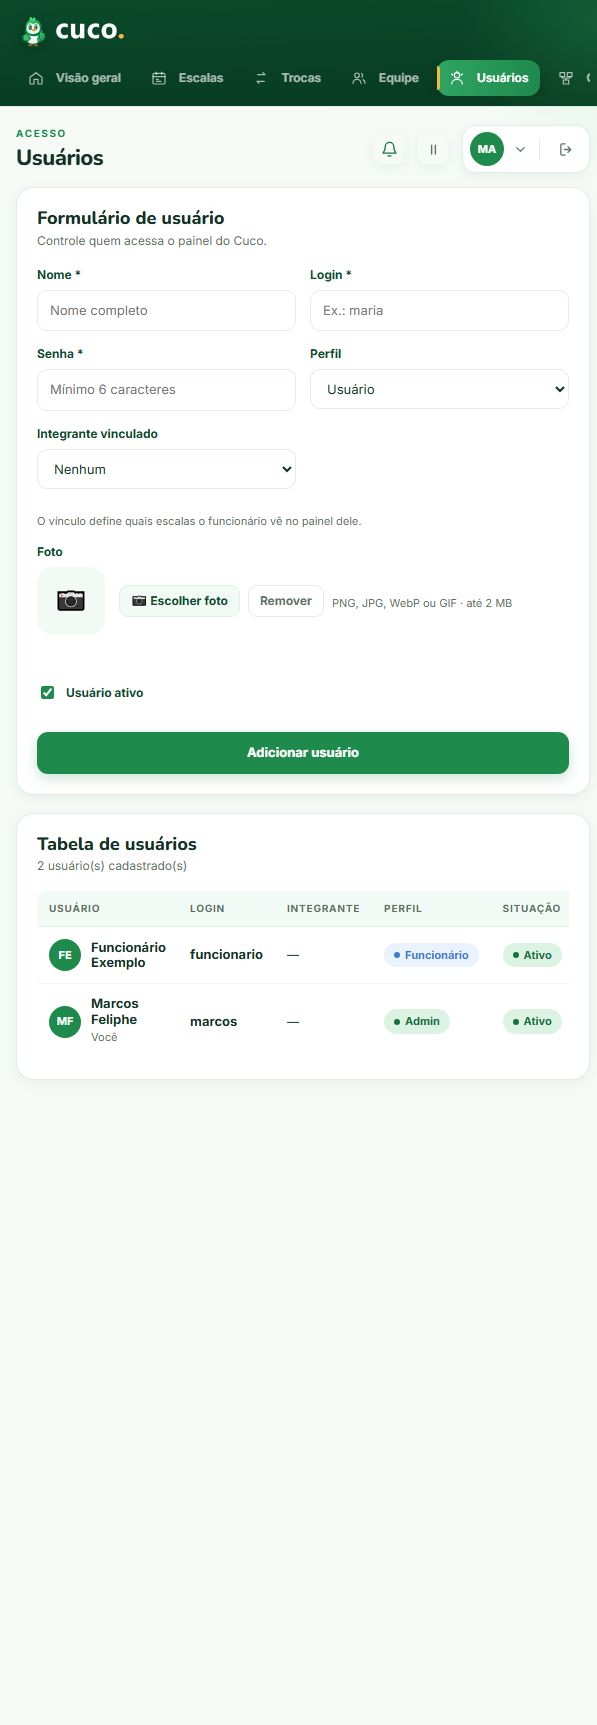 cuco.
Visão geral
Escalas
Trocas
Equipe
Usuários
ACESSO
Usuários
MA
Formulário de usuário
Controle quem acessa o painel do Cuco.
Nome *
Login *
Nome completo
Ex.: maria
Senha *
Perfil
Mínimo 6 caracteres
Usuário
Integrante vinculado
Nenhum
O vínculo define quais escalas o funcionário vê no painel dele.
Foto
Escolher foto
Remover
PNG, JPG, WebP ou GIF · até 2 MB
Usuário ativo
Adicionar usuário
Tabela de usuários
2 usuário(s) cadastrado(s)
USUÁRIO LOGIN INTEGRANTE PERFIL SITUAÇÃO
FE Funcionário Exemplo funcionario — Funcionário Ativo
MF Marcos Feliphe marcos — Admin Ativo
Você